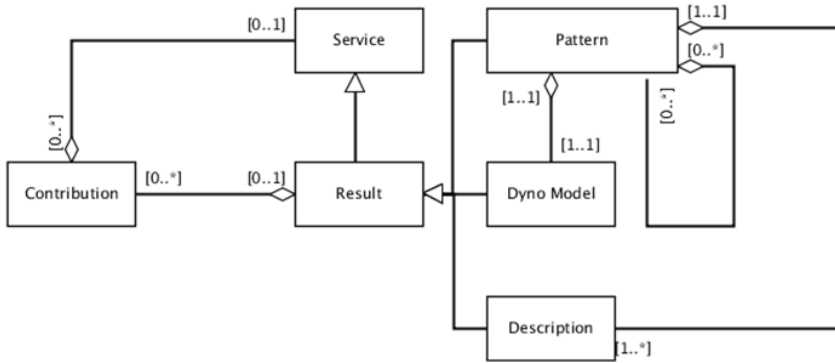 [0..1]
Service
Pattern
[1..1]
[0..*]
[0..*]
[1..1]
[0..*]
[1..1]
Contribution
[0..*]
[0..1]
Result
Dyno Model
Description
[1..*]